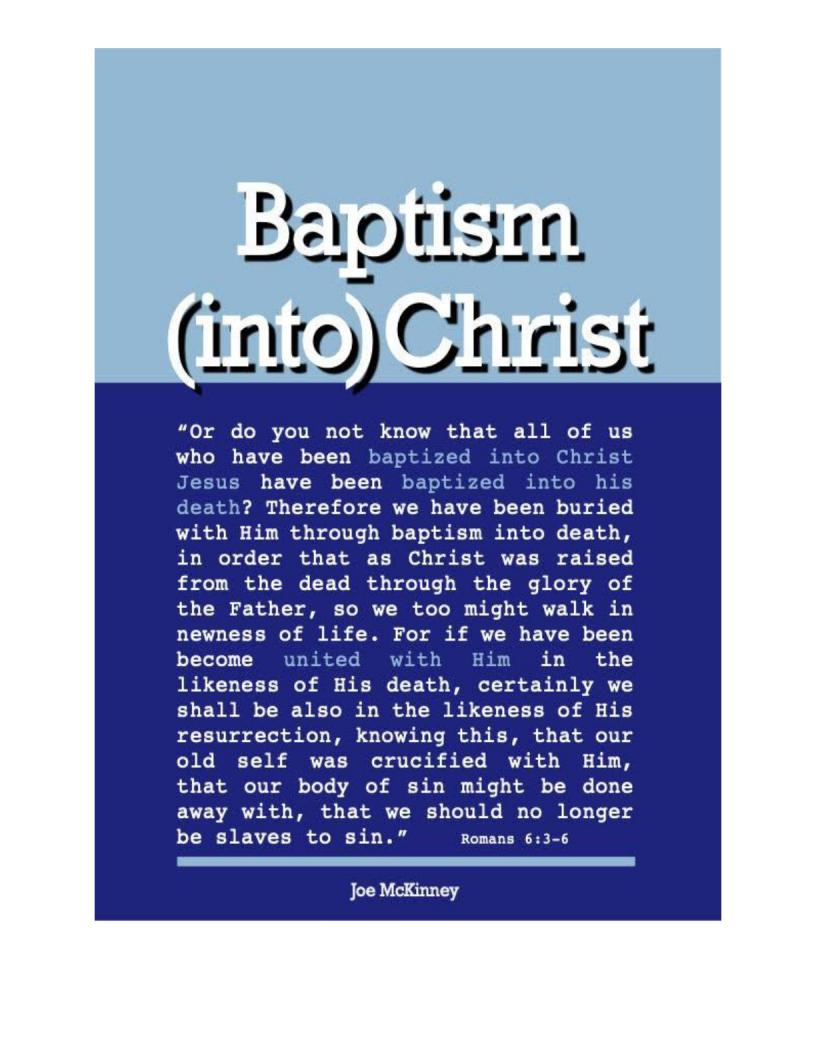 Baptism
(into) Christ
“Or do you not know that all of us
who have been baptized into Christ
Jesus have been baptized into his
death? Therefore we have been buried
with Him through baptism into death,
in order that as Christ was raised
from the dead through the glory of
the Father, so we too might walk in
newness of life. For if we have been
become united with Him in the
likeness of His death, certainly we
shall be also in the likeness of His
resurrection, knowing this, that our
old self was crucified with Him,
that our body of sin might be done
away with, that we should no longer
be slaves to sin.” Romans 6:3-6
Joe McKinney